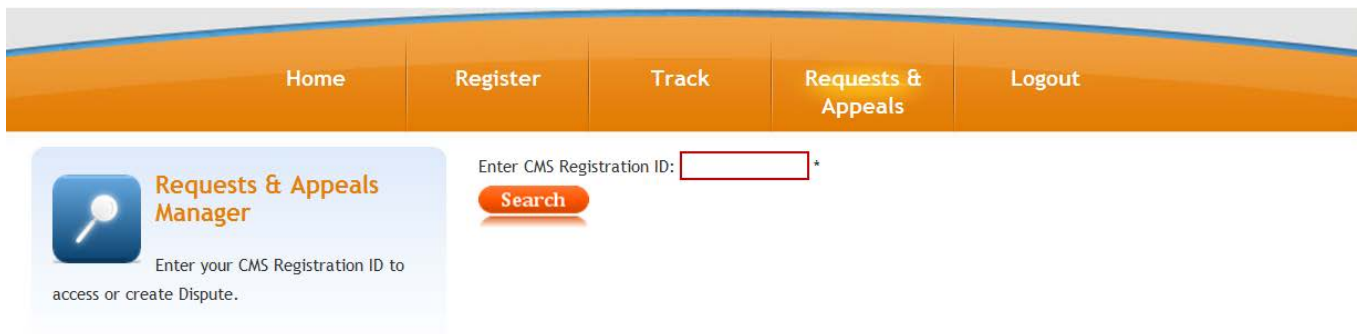 Home
Register
Track
Requests &
Appeals
Logout
Requests & Appeals
Manager
Enter your CMS Registration ID to
access or create Dispute.
Enter CMS Registration ID: *
Search